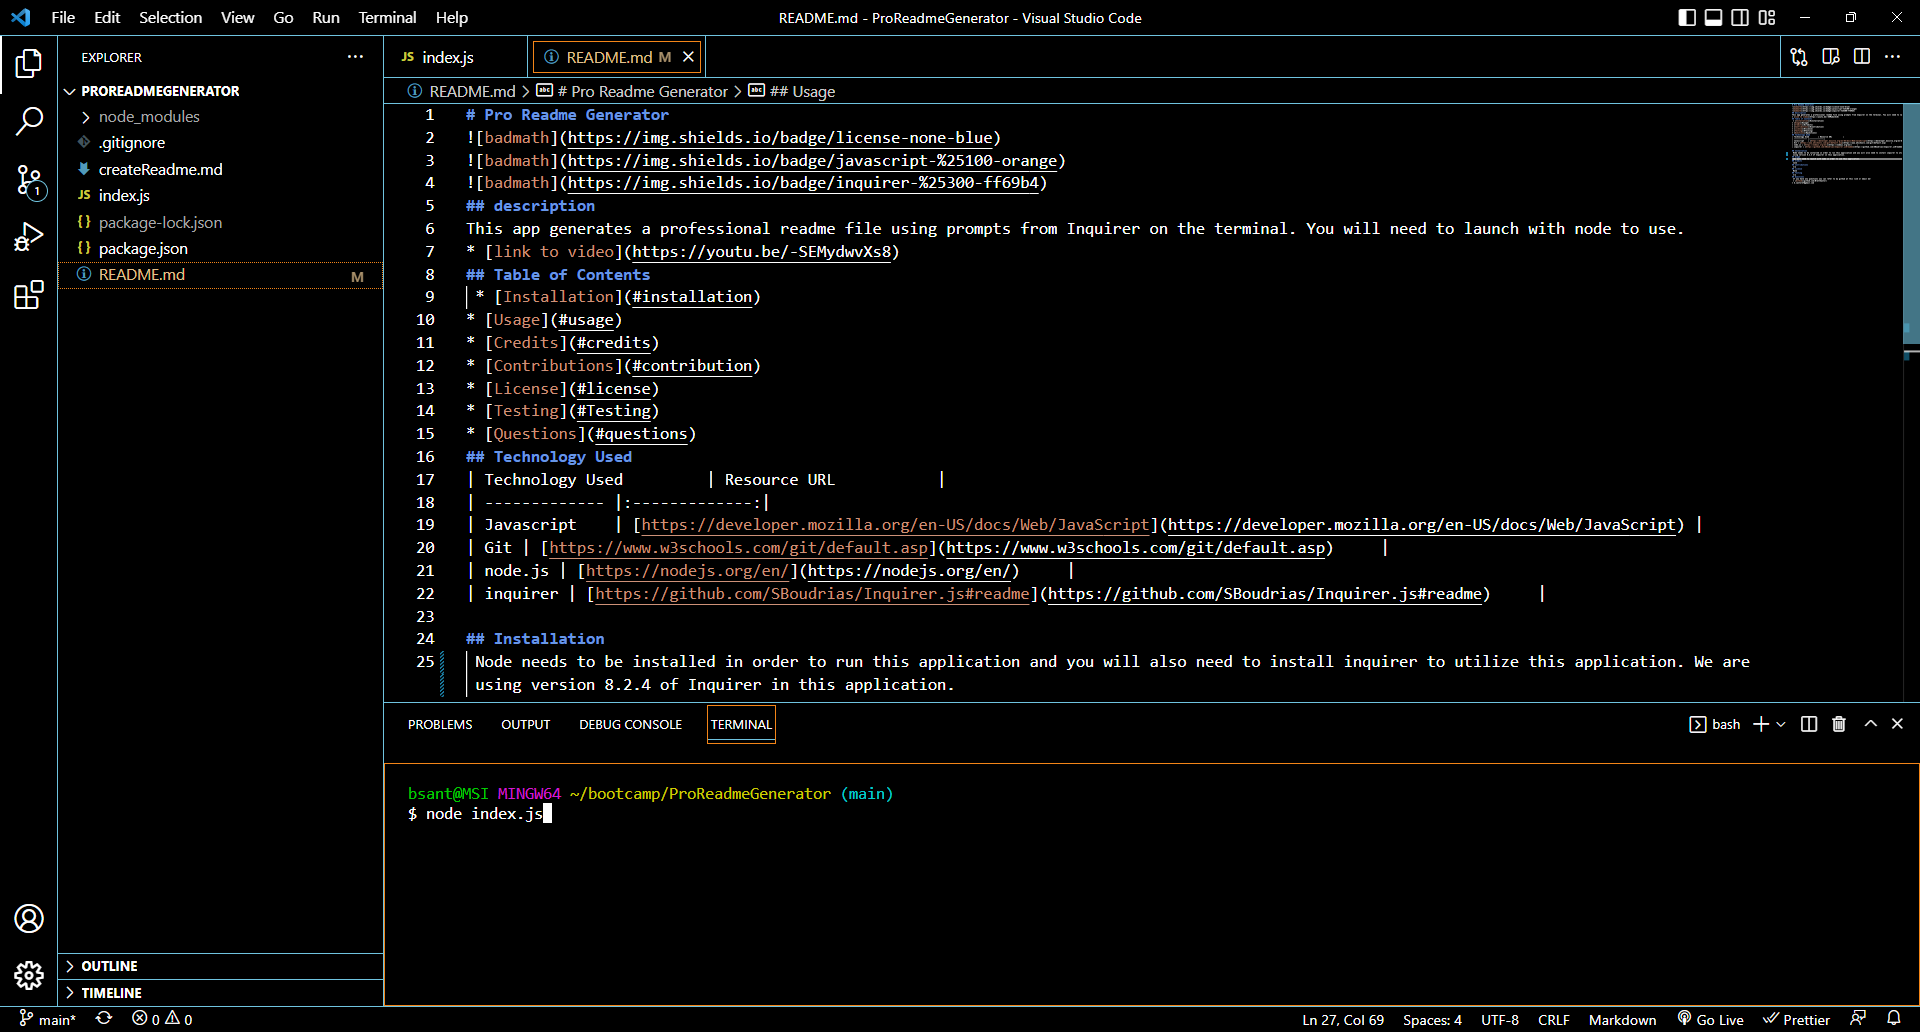 File Edit Selection View Go Run Terminal Help README.md - ProReadmeGenerator - Visual Studio Code
EXPLORER
PROREADMEGENERATOR
node_modules
.gitignore
createReadme.md
JS index.js
{} package-lock.json
{} package.json
README.md M
OUTLINE
TIMELINE
1
JS index.js README.md M
README.md > # Pro Readme Generator > ## Usage
1 # Pro Readme Generator
2 ![badmath](https://img.shields.io/badge/license-none-blue)
3 ![badmath](https://img.shields.io/badge/javascript-%25100-orange)
4 ![badmath](https://img.shields.io/badge/inquirer-%25300-ff69b4)
5 ## description
6 This app generates a professional readme file using prompts from Inquirer on the terminal. You will need to launch with node to use.
7 * [link to video](https://youtu.be/-SEMydwvXs8)
8 ## Table of Contents
9 * [Installation](#installation)
10 * [Usage](#usage)
11 * [Credits](#credits)
12 * [Contributions](#contribution)
13 * [License](#license)
14 * [Testing](#Testing)
15 * [Questions](#questions)
16 ## Technology Used
17 | Technology Used | Resource URL |
18 | ------------- |:-------------:|
19 | Javascript | [https://developer.mozilla.org/en-US/docs/Web/JavaScript](https://developer.mozilla.org/en-US/docs/Web/JavaScript) |
20 | Git | [https://www.w3schools.com/git/default.asp](https://www.w3schools.com/git/default.asp) |
21 | node.js | [https://nodejs.org/en/](https://nodejs.org/en/) |
22 | inquirer | [https://github.com/SBoudrias/Inquirer.js#readme](https://github.com/SBoudrias/Inquirer.js#readme) |
23
24 ## Installation
25 Node needs to be installed in order to run this application and you will also need to install inquirer to utilize this application. We are
using version 8.2.4 of Inquirer in this application.
PROBLEMS OUTPUT DEBUG CONSOLE TERMINAL bash
bsant@MSI MINGW64 ~/bootcamp/ProReadmeGenerator (main)
$ node index.js
main* 0 0 Ln 27, Col 69 Spaces: 4 UTF-8 CRLF Markdown Go Live Prettier